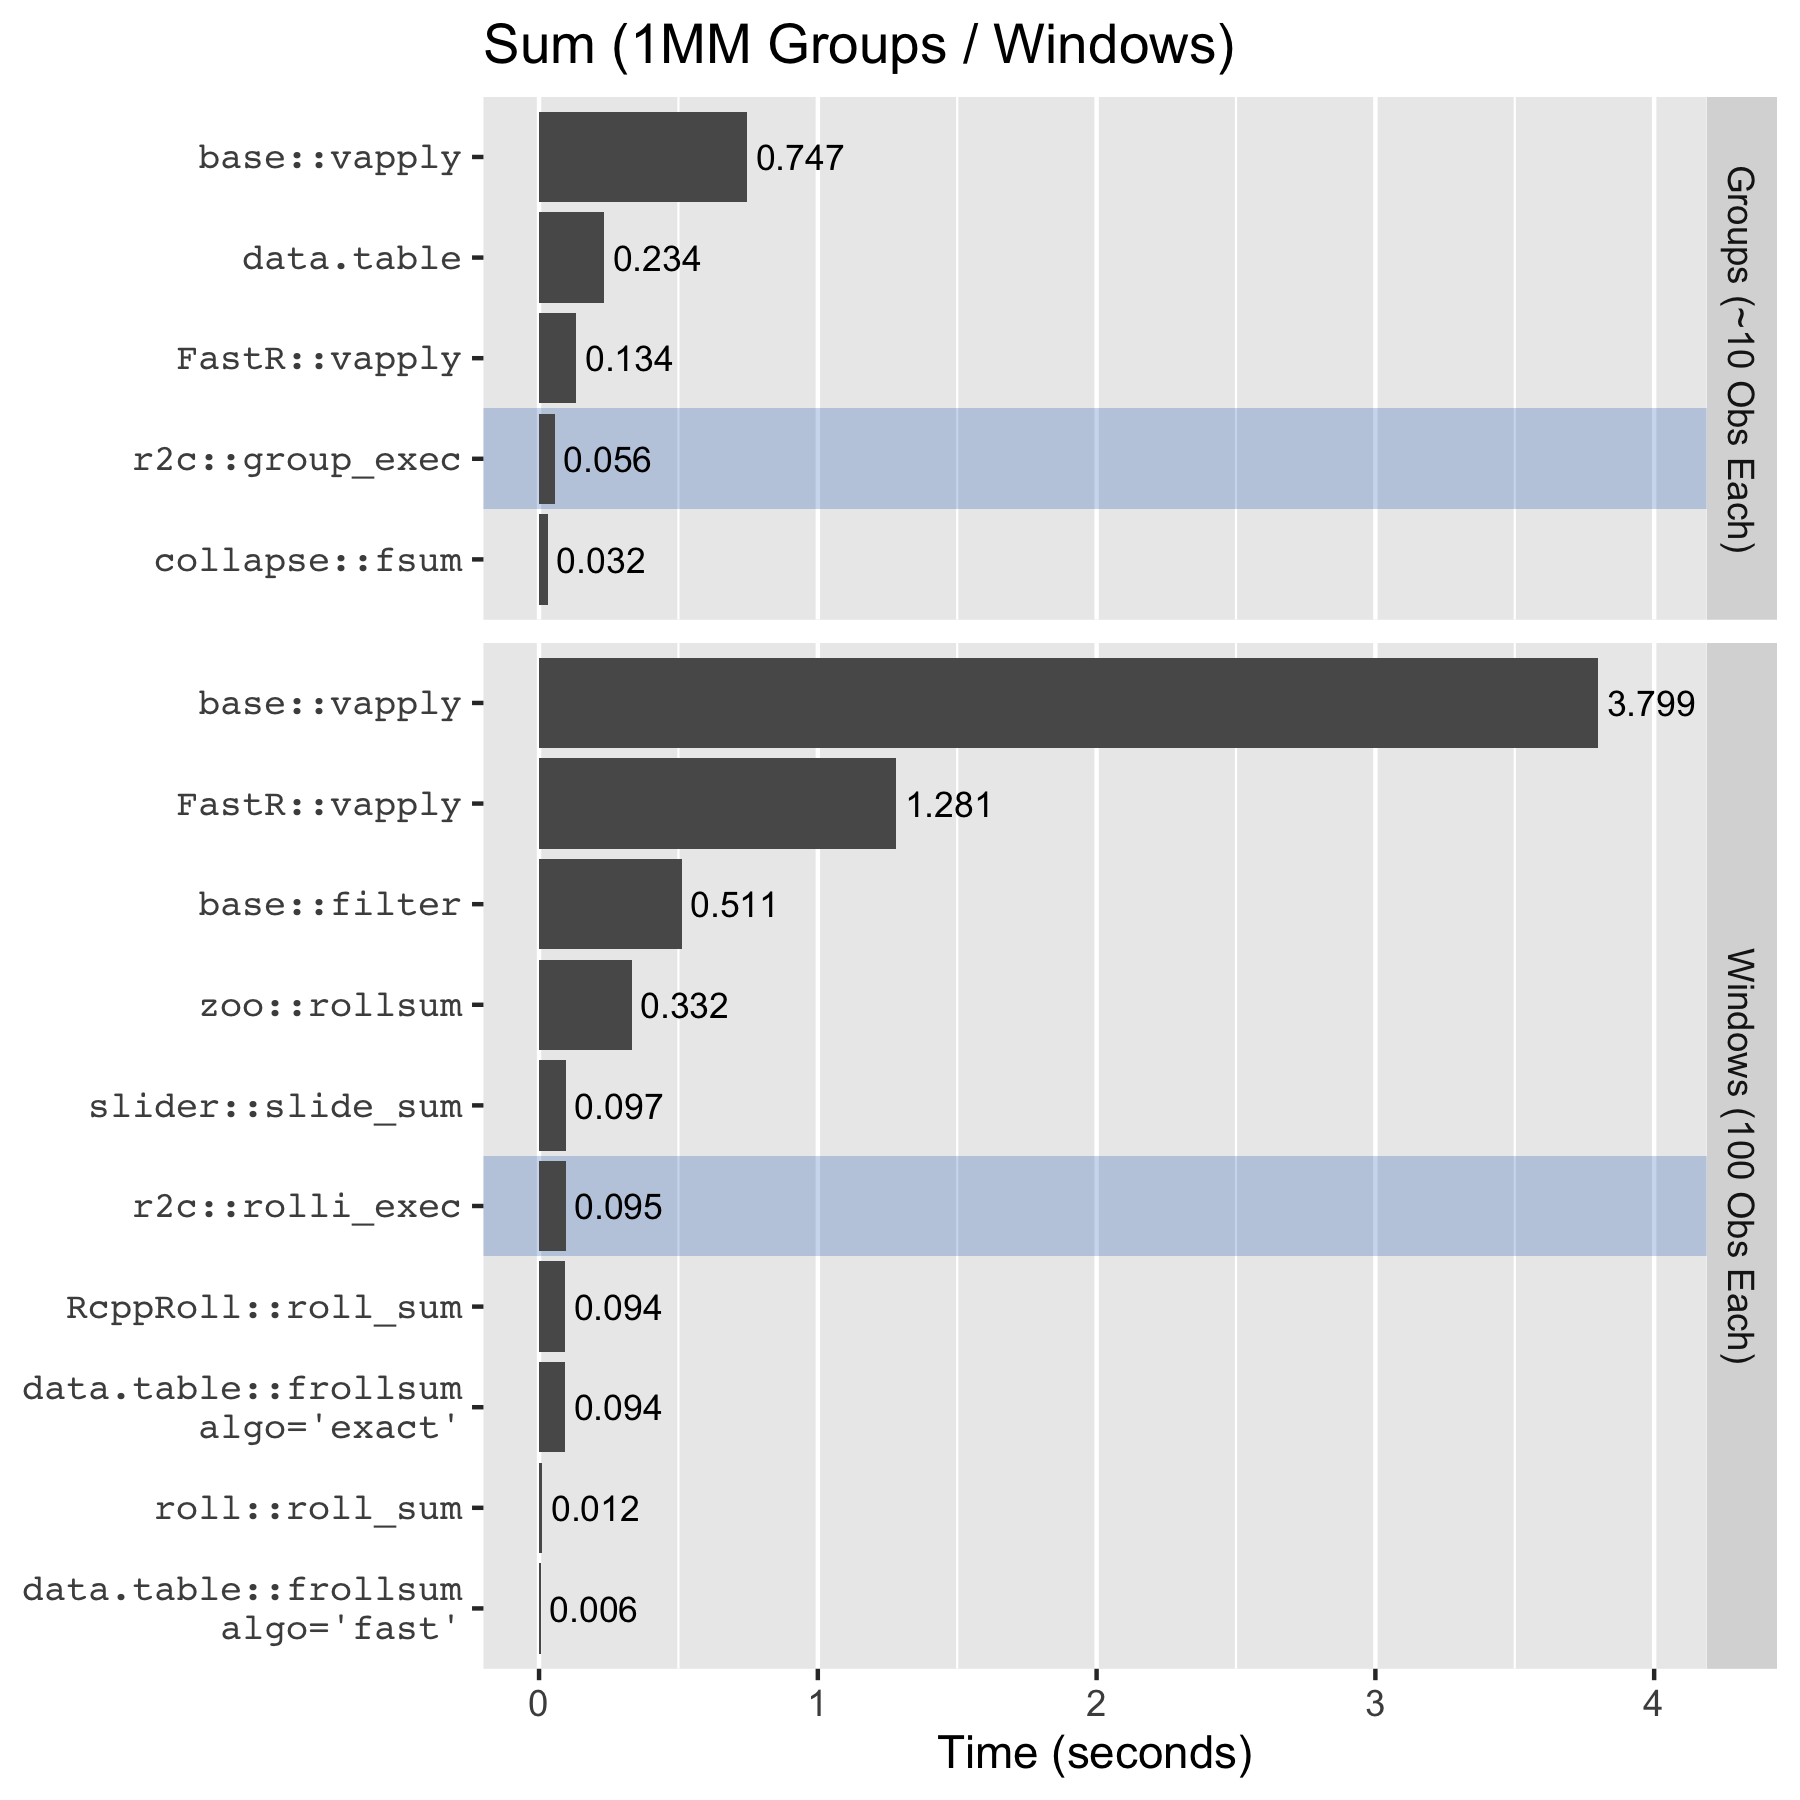 Sum (1MM Groups / Windows)
base::vapply
0.747
data.table
0.234
FastR::vapply
0.134
r2c::group_exec
0.056
collapse::fsum
0.032
Groups (~10 Obs Each)
base::vapply
3.799
FastR::vapply
1.281
base::filter
0.511
zoo::rollsum
0.332
slider::slide_sum
0.097
r2c::rolli_exec
0.095
RcppRoll::roll_sum
0.094
data.table::frollsum
algo='exact'
0.094
roll::roll_sum
0.012
data.table::frollsum
algo='fast'
0.006
Windows (100 Obs Each)
0 1 2 3 4
Time (seconds)